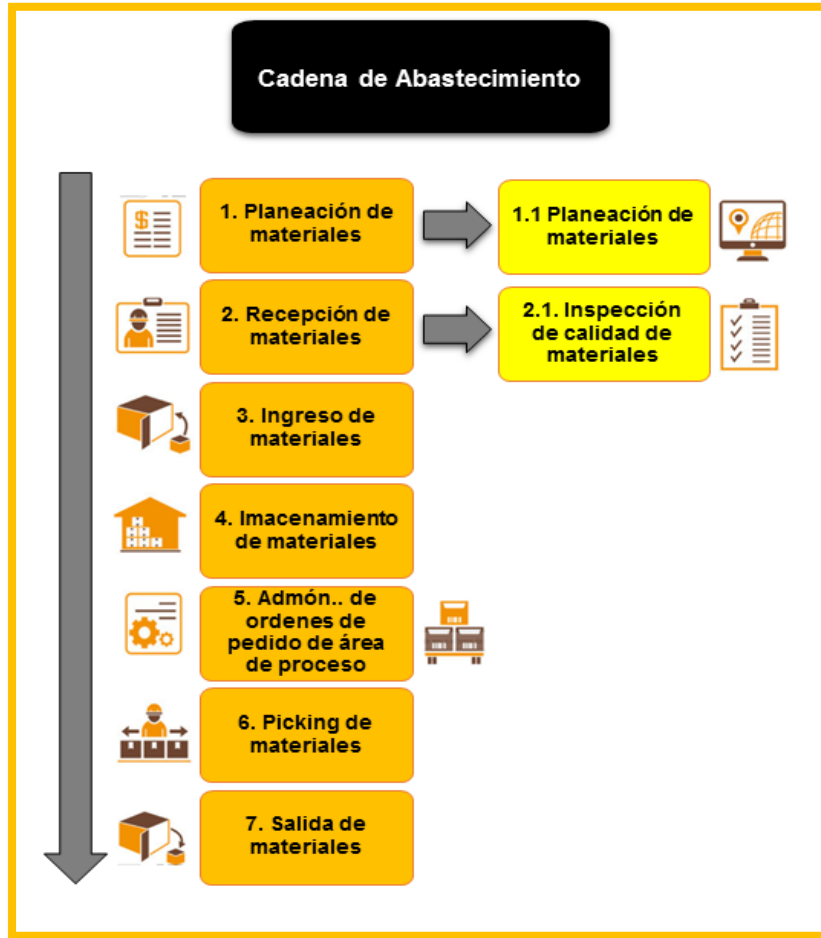 Cadena de Abastecimiento
1. Planeación de
materiales
1.1 Planeación de
materiales
2. Recepción de
materiales
2.1. Inspección
de calidad de
materiales
3. Ingreso de
materiales
4. Imacenamiento
de materiales
5. Admón.. de
ordenes de
pedido de área
de proceso
6. Picking de
materiales
7. Salida de
materiales